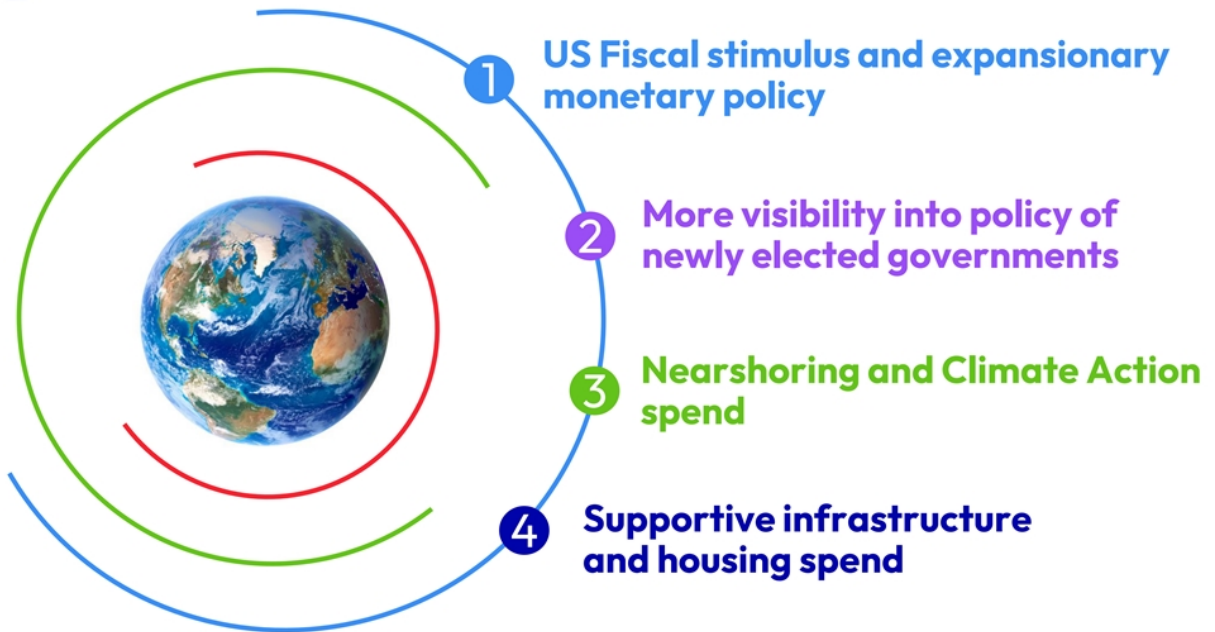 1
US Fiscal stimulus and expansionary
monetary policy
2
More visibility into policy of
newly elected governments
3
Nearshoring and Climate Action
spend
4
Supportive infrastructure
and housing spend